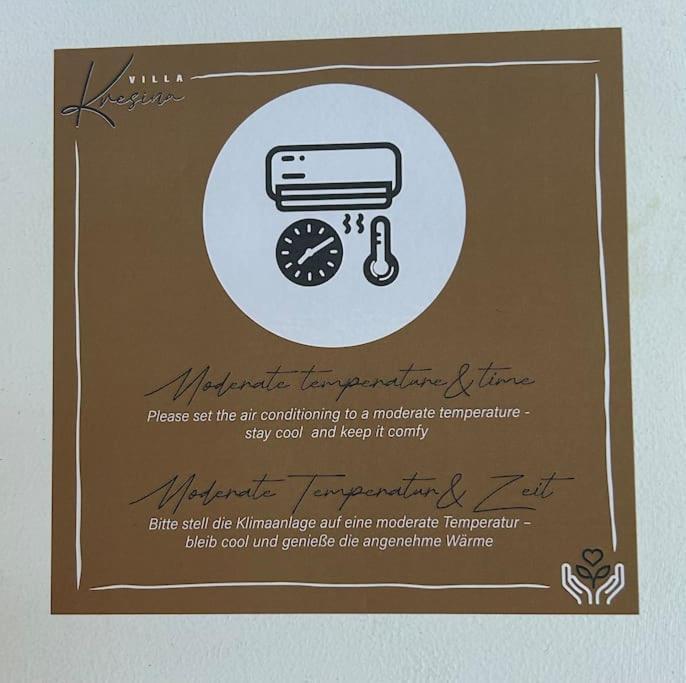 VILLA
Kresina
Moderate temperature & time
Please set the air conditioning to a moderate temperature -
stay cool and keep it comfy
Moderate Temperatur & Zeit
Bitte stell die Klimaanlage auf eine moderate Temperatur –
bleib cool und genieße die angenehme Wärme